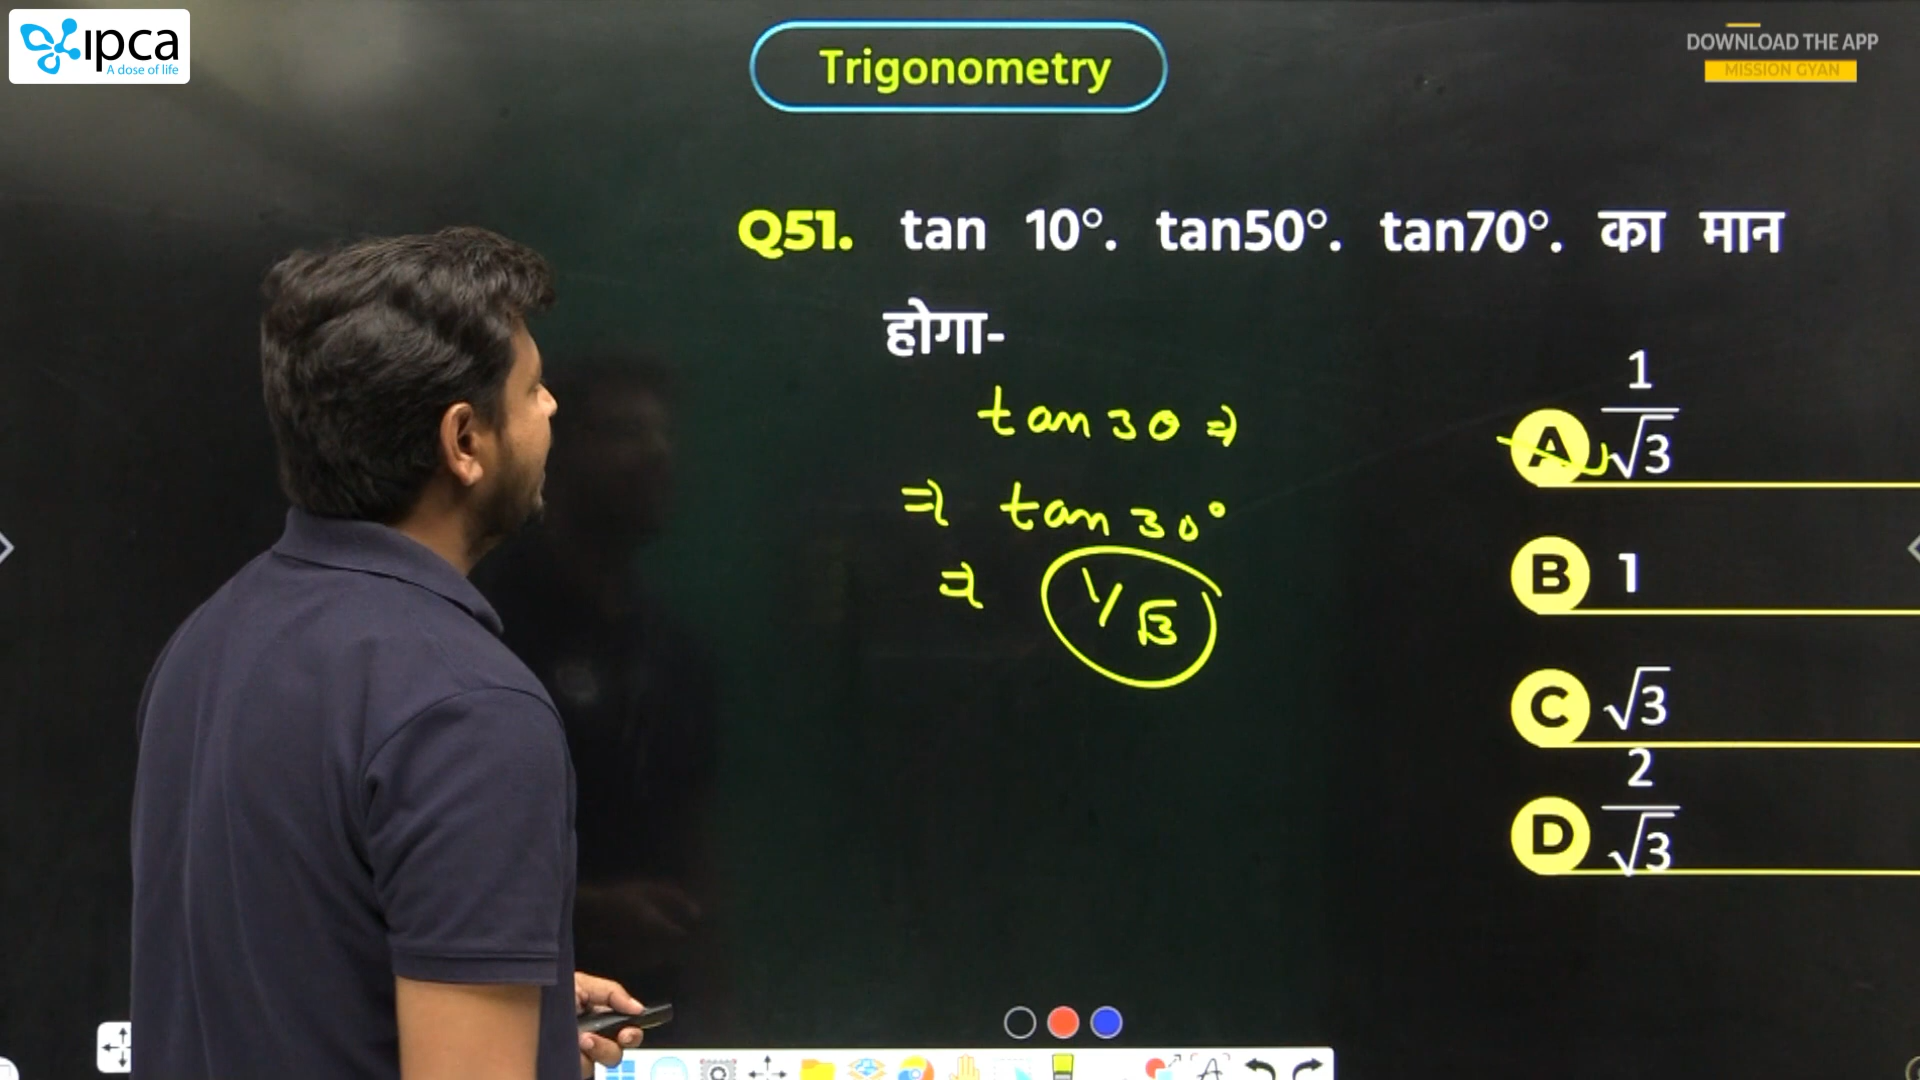 ipca
A dose of life
Trigonometry
DOWNLOAD THE APP
MISSION GYAN
Q51. tan 10°. tan50°. tan70°. का मान
होगा-
tan 3θ ⇒
⇒ tan 30°
⇒ 1/√3
A 1/√3
B 1
C √3
D 2/√3